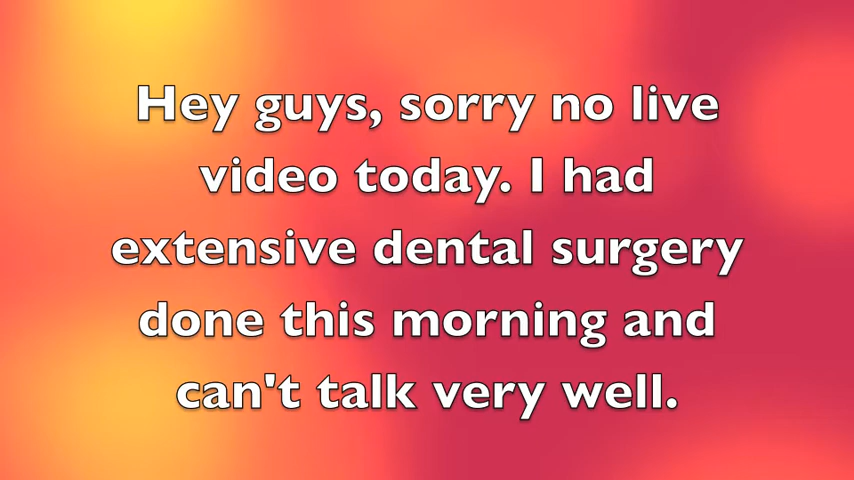 Hey guys, sorry no live
video today. I had
extensive dental surgery
done this morning and
can't talk very well.